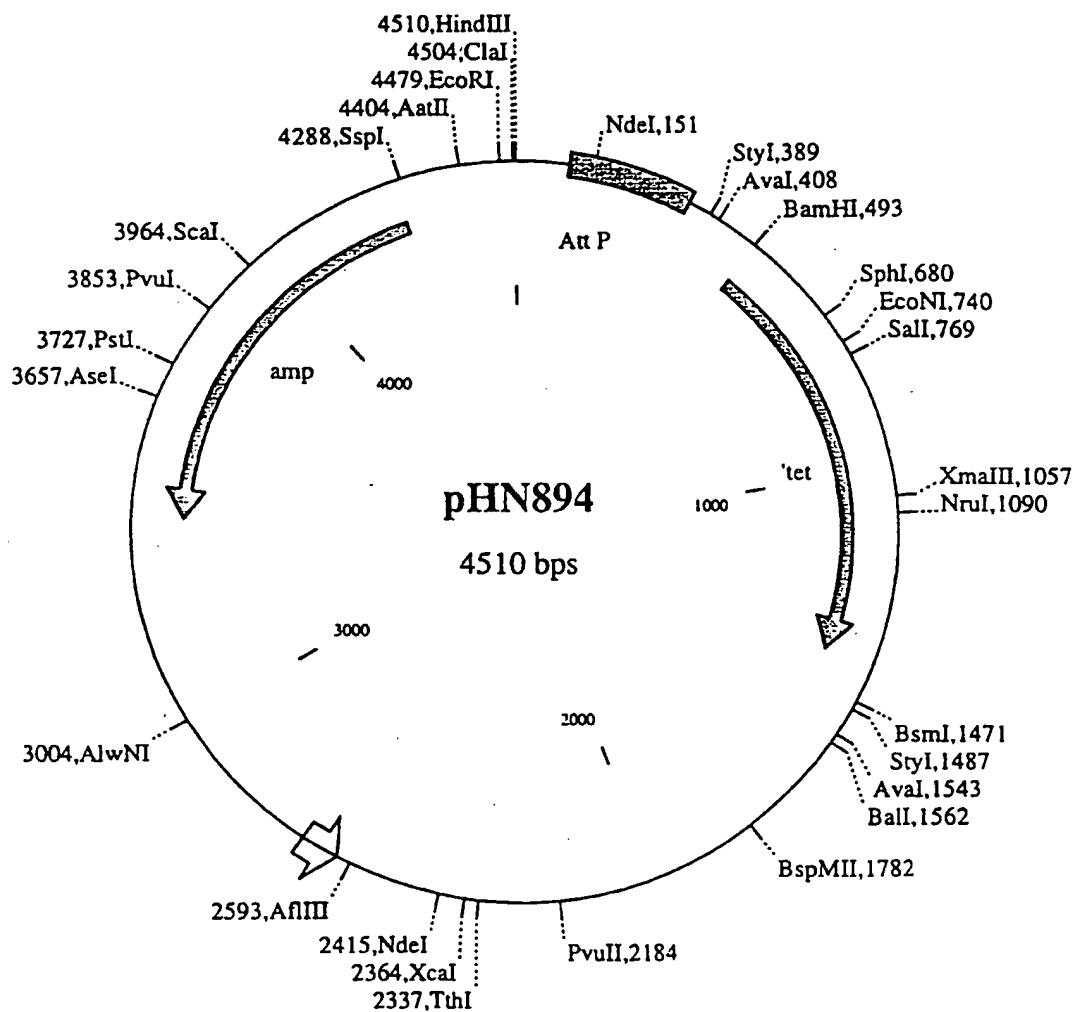 4510,HindIII
4504,ClaI
4479,EcoRI
4404,AatII
4288,SspI
NdeI,151
StyI,389
AvaI,408
BamHI,493
3964,ScaI
3853,PvuI
3727,PstI
3657,AseI
Att P
SphI,680
EcoNI,740
SalI,769
amp
4000
'tet
1000
XmaIII,1057
NruI,1090
pHN894
4510 bps
3000
2000
3004,AlwNI
BsmI,1471
StyI,1487
AvaI,1543
BalI,1562
BspMII,1782
2593,AflIII
2415,NdeI
2364,XcaI
2337,TthI
PvuII,2184